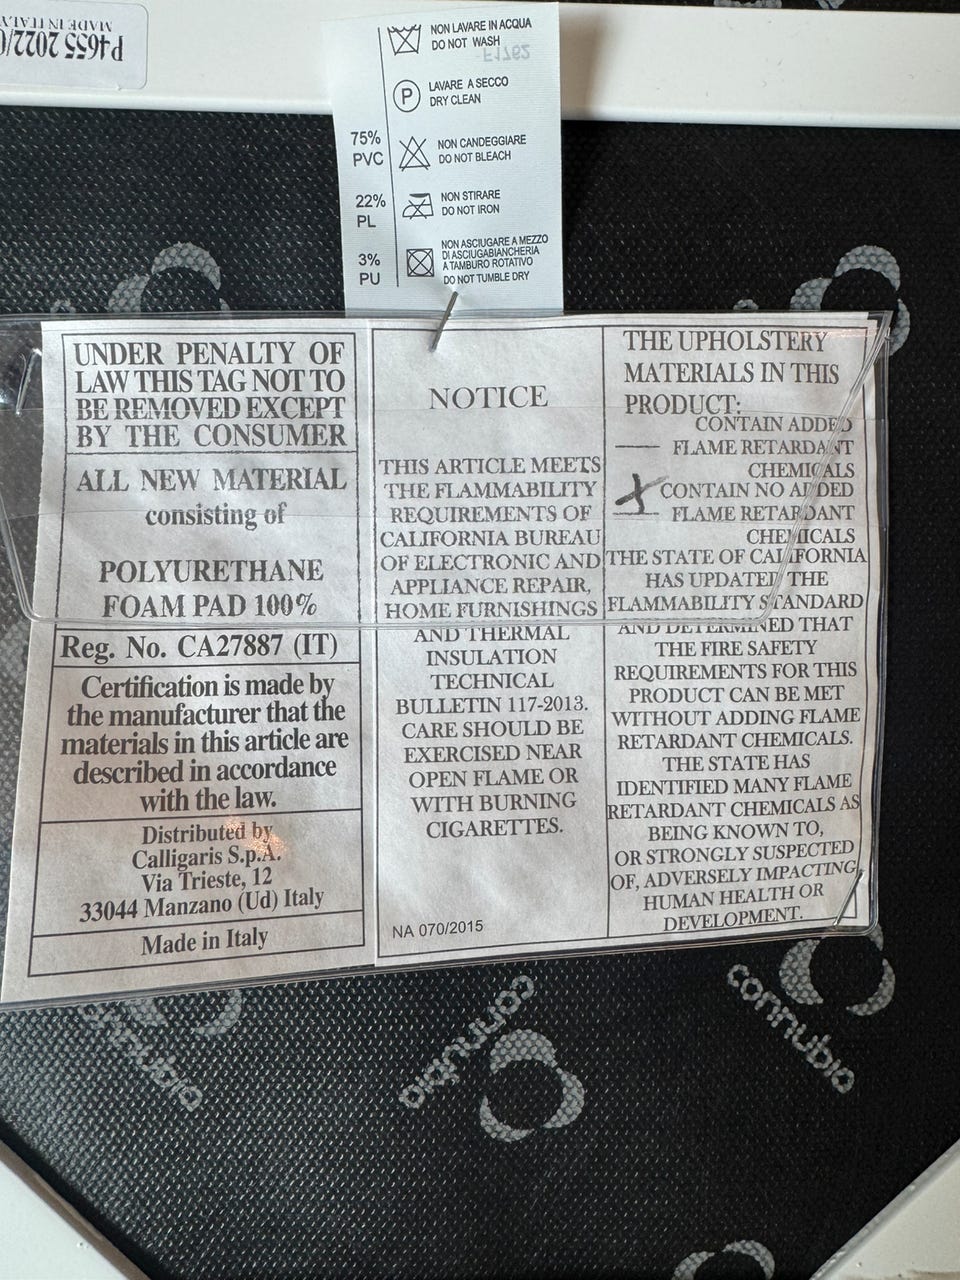 P4655 2022/0
MADE IN ITALY
NON LAVARE IN ACQUA
DO NOT WASH
F1762
P
LAVARE A SECCO
DRY CLEAN
75%
PVC
NON CANDEGGIARE
DO NOT BLEACH
22%
PL
NON STIRARE
DO NOT IRON
3%
PU
NON ASCIUGARE A MEZZO
DI ASCIUGABIANCHERIA
A TAMBURO ROTATIVO
DO NOT TUMBLE DRY
UNDER PENALTY OF
LAW THIS TAG NOT TO
BE REMOVED EXCEPT
BY THE CONSUMER
ALL NEW MATERIAL
consisting of
POLYURETHANE
FOAM PAD 100%
Reg. No. CA27887 (IT)
Certification is made by
the manufacturer that the
materials in this article are
described in accordance
with the law.
Distributed by
Calligaris S.p.A.
Via Trieste, 12
33044 Manzano (Ud) Italy
Made in Italy
NOTICE
THIS ARTICLE MEETS
THE FLAMMABILITY
REQUIREMENTS OF
CALIFORNIA BUREAU
OF ELECTRONIC AND
APPLIANCE REPAIR,
HOME FURNISHINGS
AND THERMAL
INSULATION
TECHNICAL
BULLETIN 117-2013.
CARE SHOULD BE
EXERCISED NEAR
OPEN FLAME OR
WITH BURNING
CIGARETTES.
NA 070/2015
THE UPHOLSTERY
MATERIALS IN THIS
PRODUCT:
CONTAIN ADDED
FLAME RETARDANT
CHEMICALS
X CONTAIN NO ADDED
FLAME RETARDANT
CHEMICALS
THE STATE OF CALIFORNIA
HAS UPDATED THE
FLAMMABILITY STANDARD
AND DETERMINED THAT
THE FIRE SAFETY
REQUIREMENTS FOR THIS
PRODUCT CAN BE MET
WITHOUT ADDING FLAME
RETARDANT CHEMICALS.
THE STATE HAS
IDENTIFIED MANY FLAME
RETARDANT CHEMICALS AS
BEING KNOWN TO,
OR STRONGLY SUSPECTED
OF, ADVERSELY IMPACTING
HUMAN HEALTH OR
DEVELOPMENT.
connubia
connubia
connubia